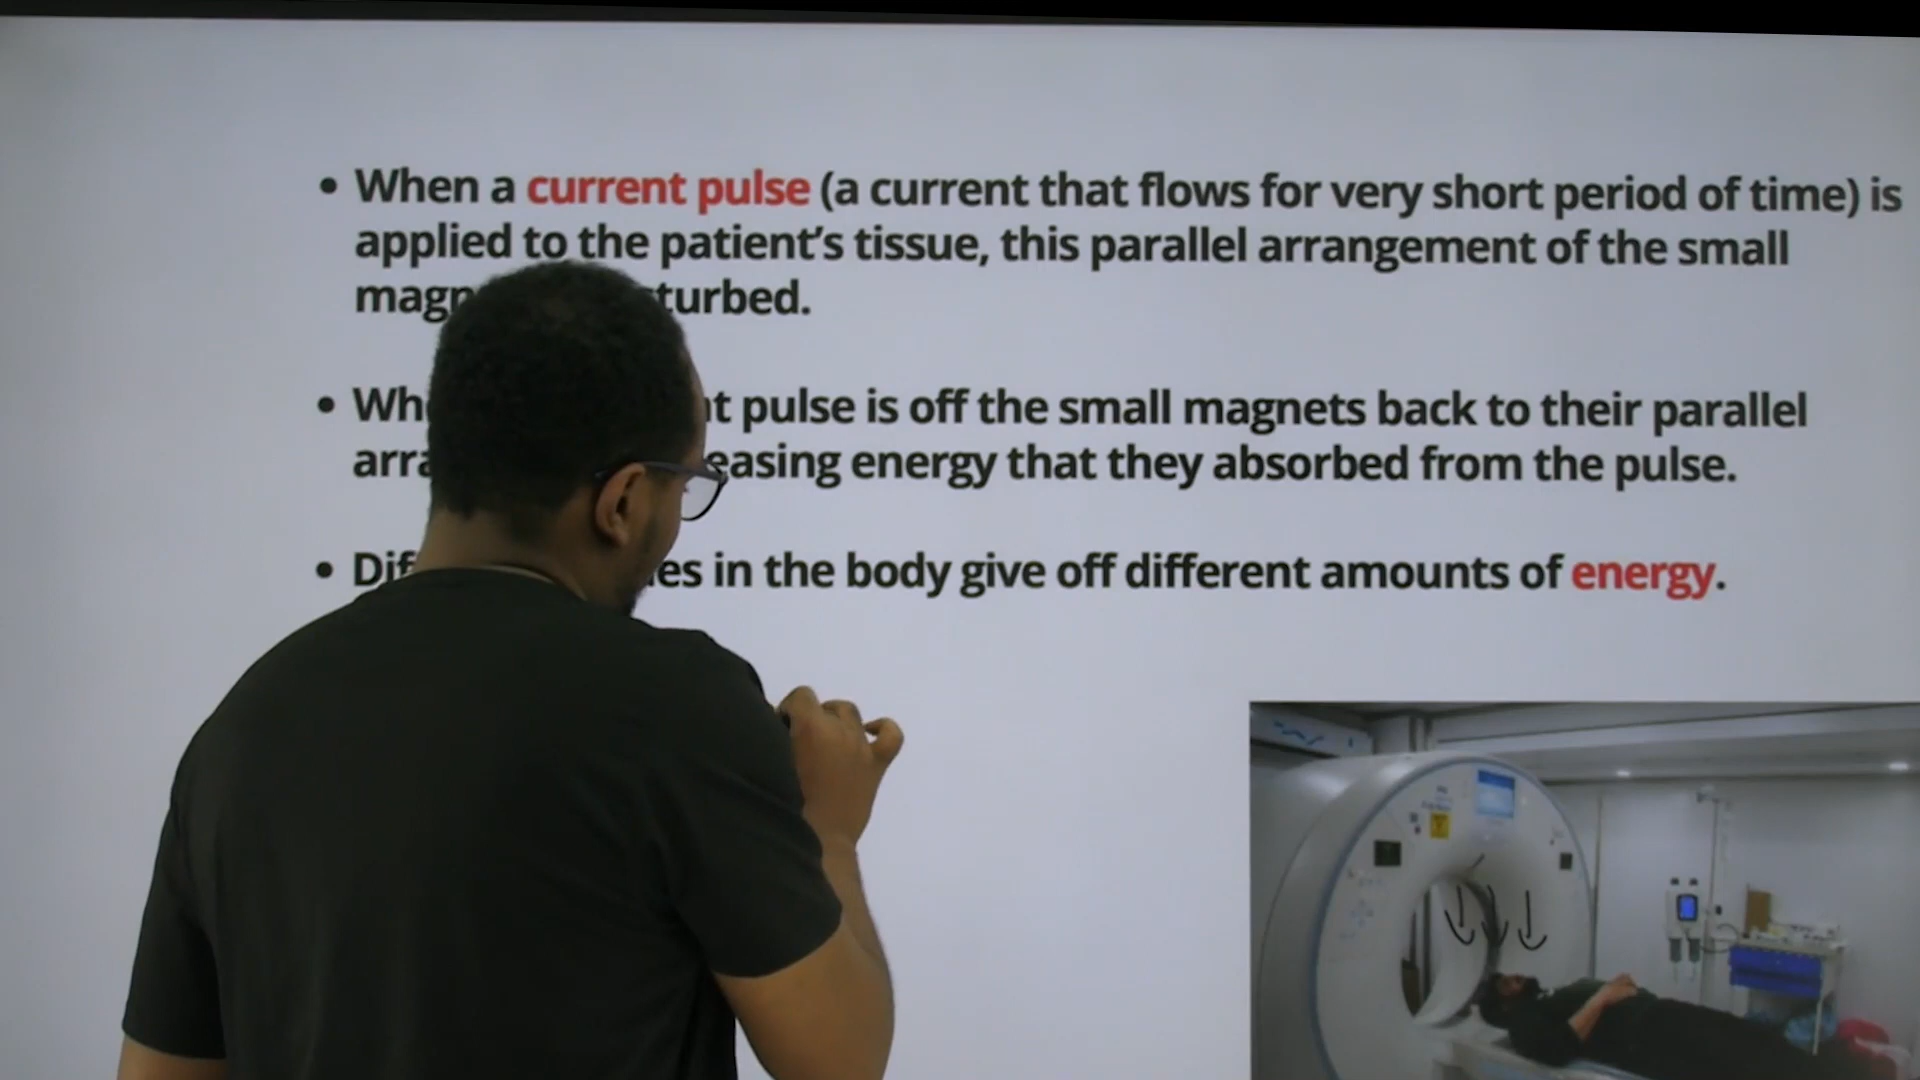 • When a current pulse (a current that flows for very short period of time) is
applied to the patient's tissue, this parallel arrangement of the small
turbed.
pulse is off the small magnets back to their parallel
easing energy that they absorbed from the pulse.
• in the body give off different amounts of energy.